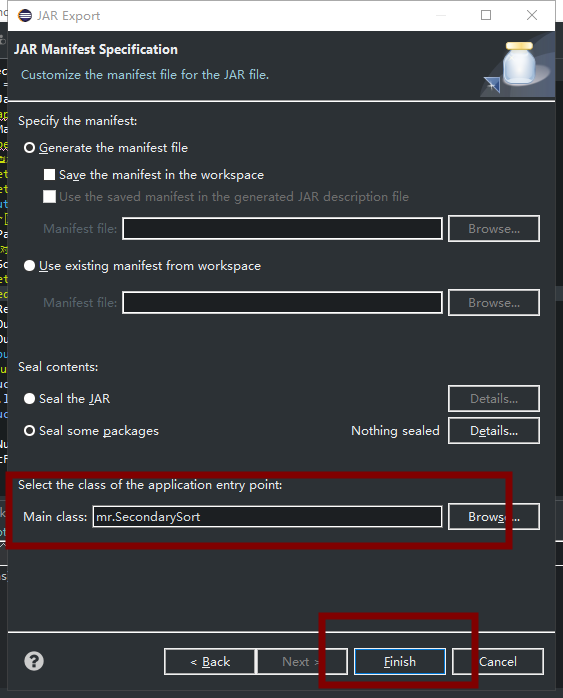 JAR Export
JAR Manifest Specification
Customize the manifest file for the JAR file.
Specify the manifest:
Generate the manifest file
Save the manifest in the workspace
Use the saved manifest in the generated JAR description file
Manifest file: Browse...
Use existing manifest from workspace
Manifest file: Browse...
Seal contents:
Seal the JAR Details...
Seal some packages Nothing sealed Details...
Select the class of the application entry point:
Main class: mr.SecondarySort Browse...
? < Back Next > Finish Cancel